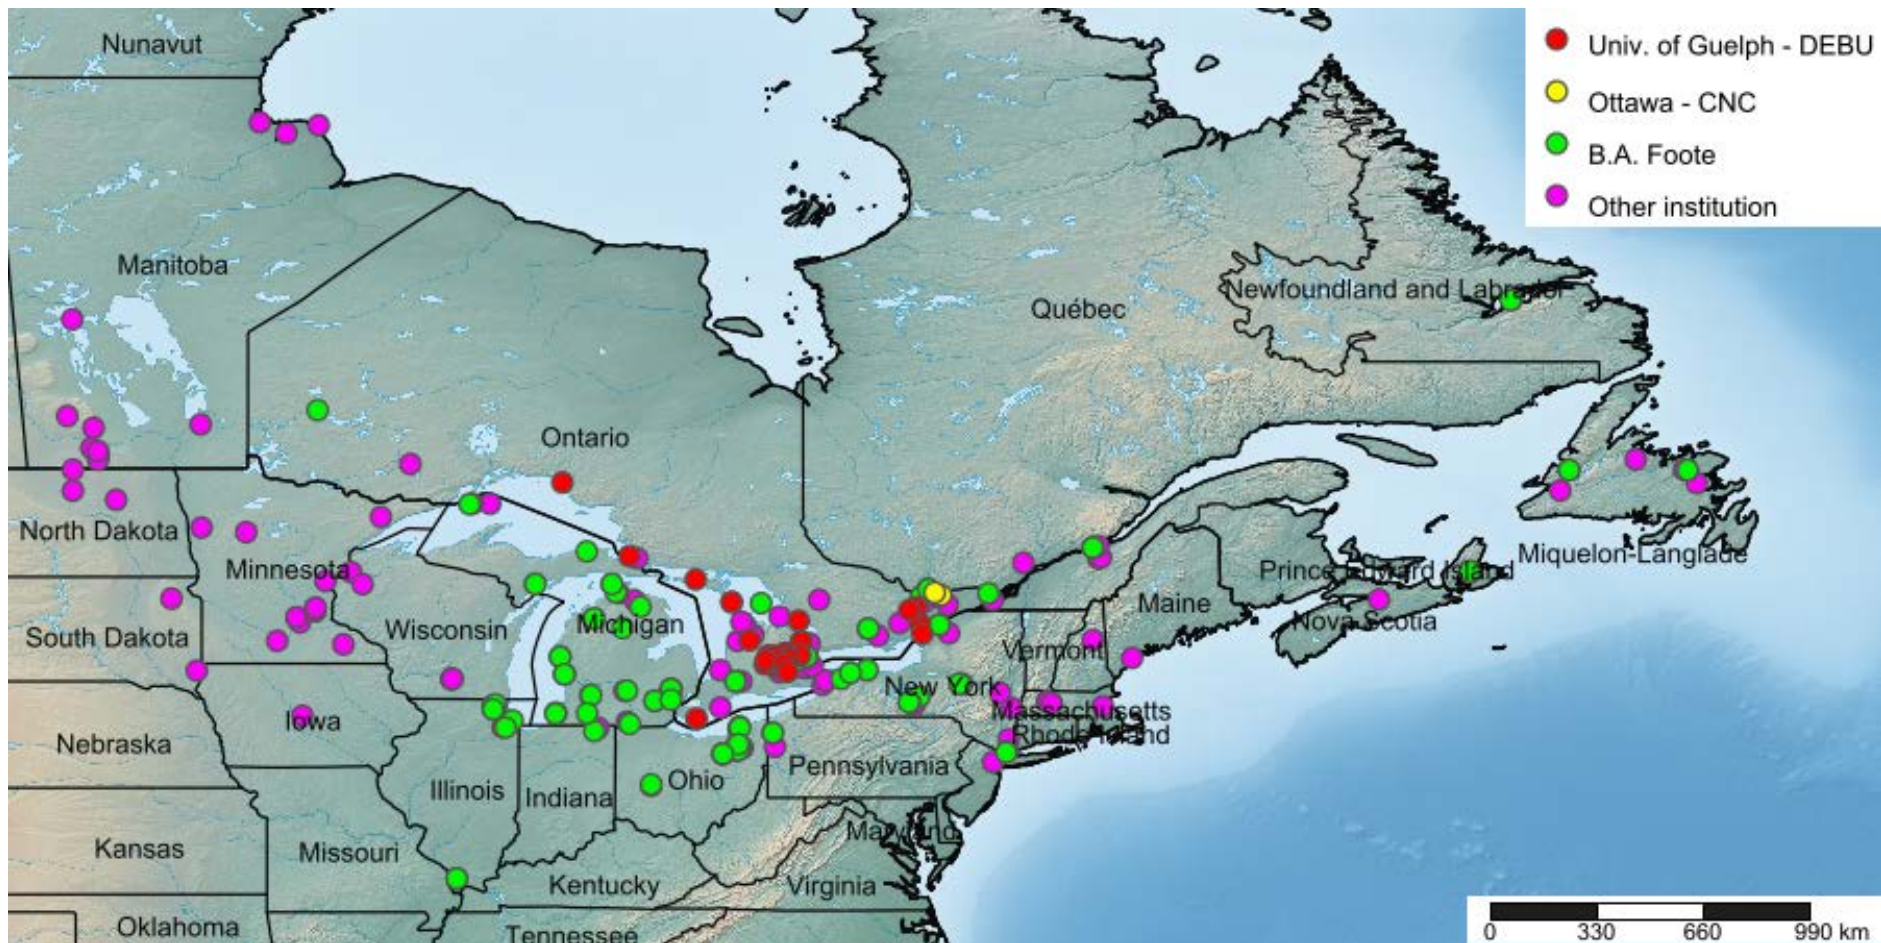 Nunavut
Univ. of Guelph - DEBU
Ottawa - CNC
B.A. Foote
Other institution
Manitoba
Newfoundland and Labrador
Québec
Ontario
North Dakota
Minnesota
Miquelon-Langlade
Prince Edward Island
Maine
Nova Scotia
South Dakota
Wisconsin
Michigan
Vermont
New York
Massachusetts
Iowa
Rhode Island
Nebraska
Pennsylvania
Ohio
Illinois
Indiana
Maryland
Kansas
Missouri
Kentucky
Virginia
Oklahoma
Tennessee
0 330 660 990 km